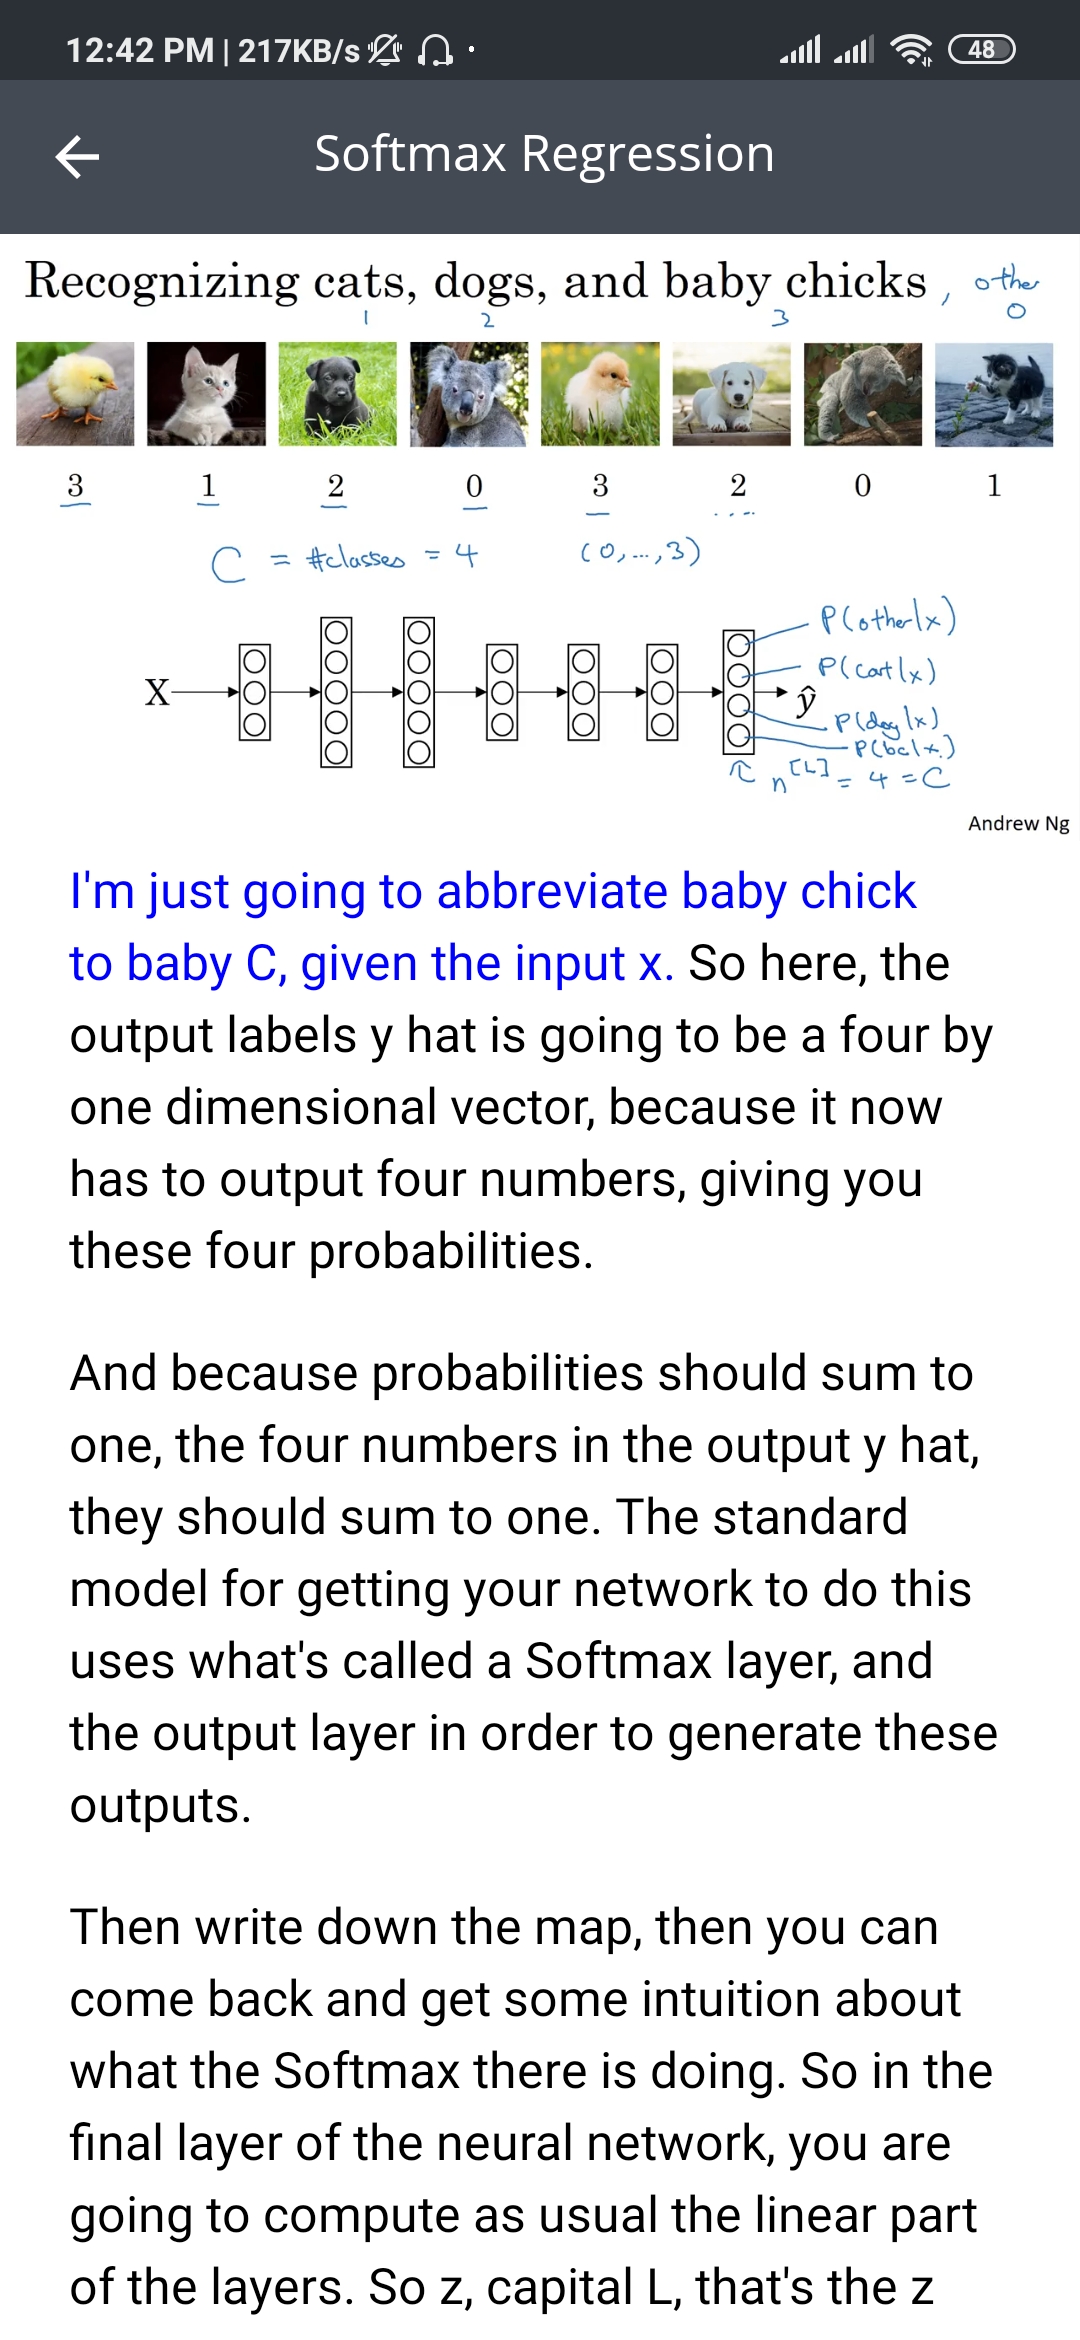 12:42 PM | 217KB/s
48
Softmax Regression
Recognizing cats, dogs, and baby chicks , other
1 2 3 0
3 1 2 0 3 2 0 1
C = #classes = 4 (0, ..., 3)
P(other|x)
P(cat|x)
X ŷ
P(dog|x)
P(bc|x)
n[L] = 4 = C
Andrew Ng
I'm just going to abbreviate baby chick
to baby C, given the input x. So here, the
output labels y hat is going to be a four by
one dimensional vector, because it now
has to output four numbers, giving you
these four probabilities.
And because probabilities should sum to
one, the four numbers in the output y hat,
they should sum to one. The standard
model for getting your network to do this
uses what's called a Softmax layer, and
the output layer in order to generate these
outputs.
Then write down the map, then you can
come back and get some intuition about
what the Softmax there is doing. So in the
final layer of the neural network, you are
going to compute as usual the linear part
of the layers. So z, capital L, that's the z